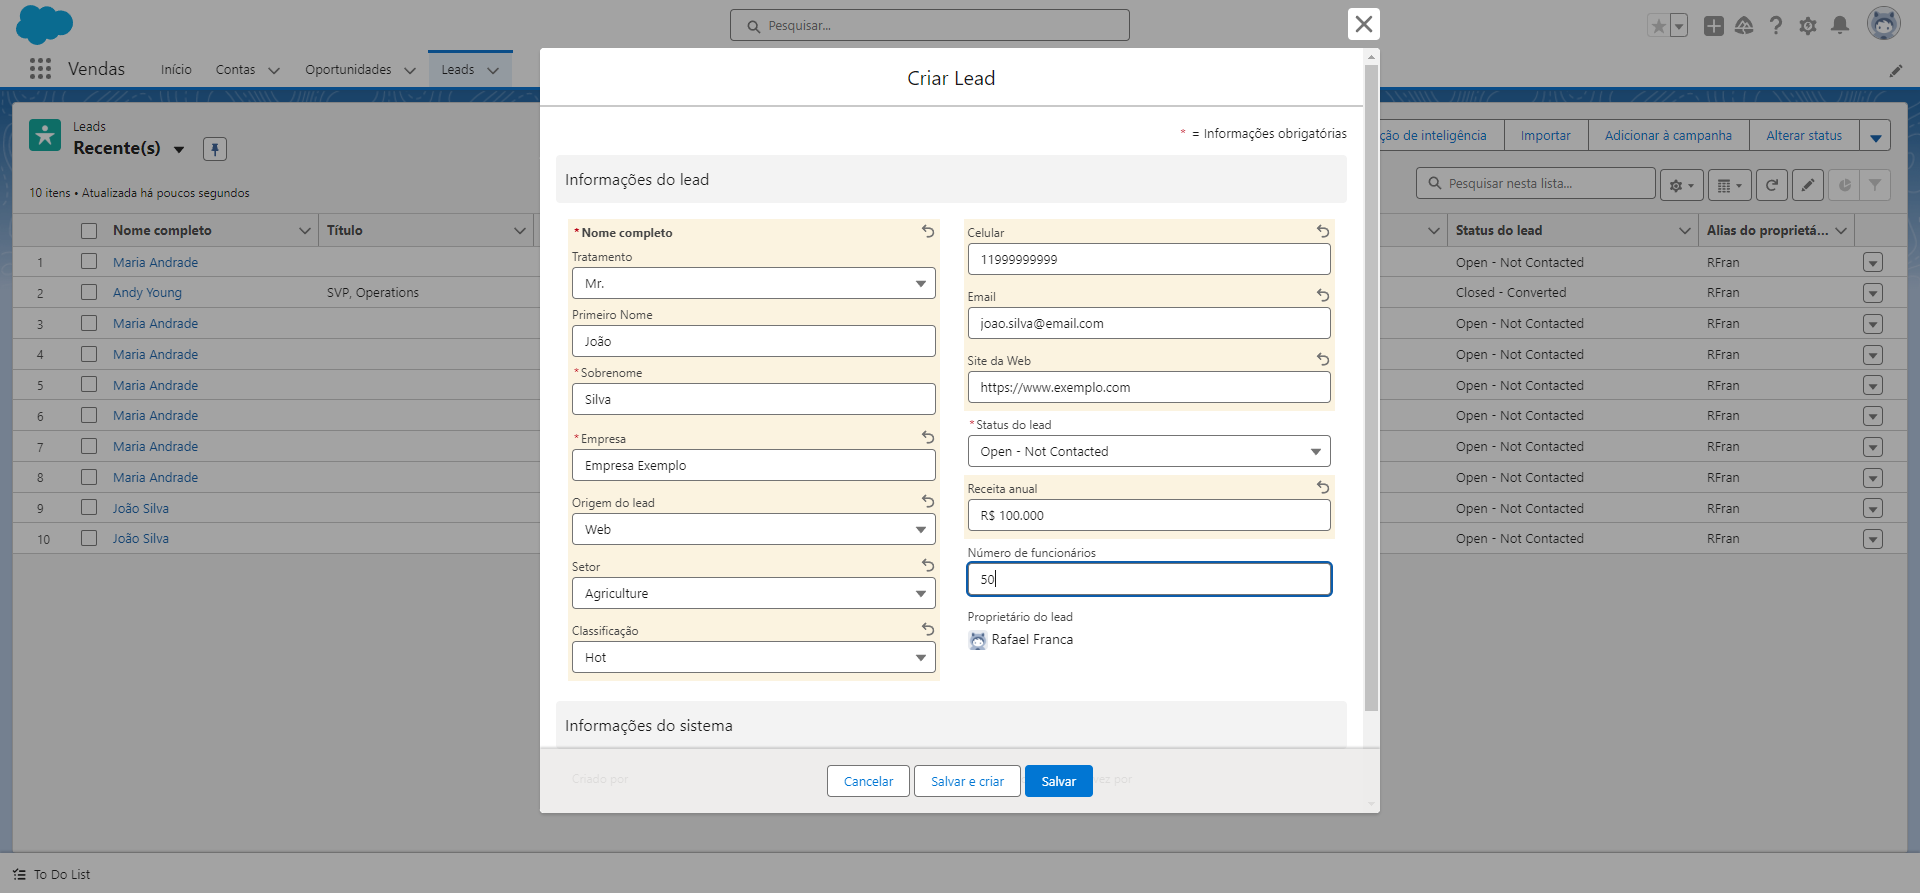 Pesquisar...
Vendas
Início
Contas
Oportunidades
Leads
Leads
Recente(s)
10 itens • Atualizada há poucos segundos
ção de inteligência
Importar
Adicionar à campanha
Alterar status
Pesquisar nesta lista...
Nome completo
Título
Status do lead
Alias do proprietá...
1 Maria Andrade Open - Not Contacted RFran
2 Andy Young SVP, Operations Closed - Converted RFran
3 Maria Andrade Open - Not Contacted RFran
4 Maria Andrade Open - Not Contacted RFran
5 Maria Andrade Open - Not Contacted RFran
6 Maria Andrade Open - Not Contacted RFran
7 Maria Andrade Open - Not Contacted RFran
8 Maria Andrade Open - Not Contacted RFran
9 João Silva Open - Not Contacted RFran
10 João Silva Open - Not Contacted RFran
Criar Lead
* = Informações obrigatórias
Informações do lead
*Nome completo
Tratamento
Mr.
Primeiro Nome
João
*Sobrenome
Silva
*Empresa
Empresa Exemplo
Origem do lead
Web
Setor
Agriculture
Classificação
Hot
Celular
11999999999
Email
joao.silva@email.com
Site da Web
https://www.exemplo.com
*Status do lead
Open - Not Contacted
Receita anual
R$ 100.000
Número de funcionários
50
Proprietário do lead
Rafael Franca
Informações do sistema
Criado por
vez por
Cancelar
Salvar e criar
Salvar
To Do List